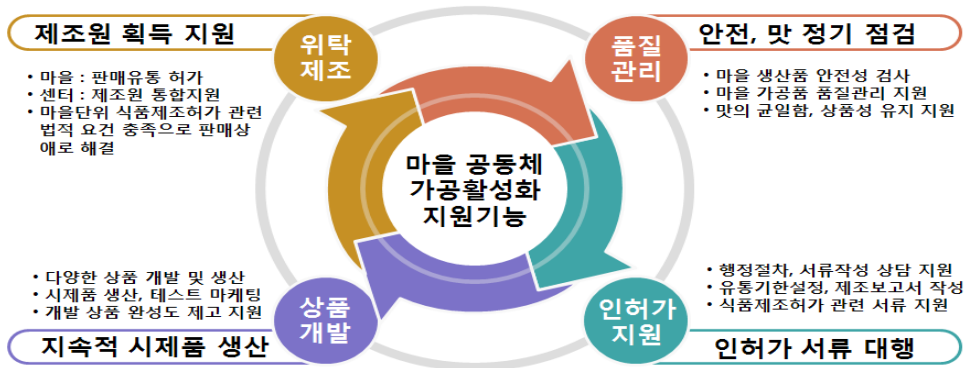 제조원 획득 지원
위탁
제조
• 마을 : 판매유통 허가
• 센터 : 제조원 통합지원
• 마을단위 식품제조허가 관련
법적 요건 충족으로 판매상
애로 해결
품질
관리
안전, 맛 정기 점검
• 마을 생산품 안전성 검사
• 마을 가공품 품질관리 지원
• 맛의 균일함, 상품성 유지 지원
마을 공동체
가공활성화
지원기능
• 다양한 상품 개발 및 생산
• 시제품 생산, 테스트 마케팅
• 개발 상품 완성도 제고 지원
상품
개발
지속적 시제품 생산
• 행정절차, 서류작성 상담 지원
• 유통기한설정, 제조보고서 작성
• 식품제조허가 관련 서류 지원
인허가
지원
인허가 서류 대행